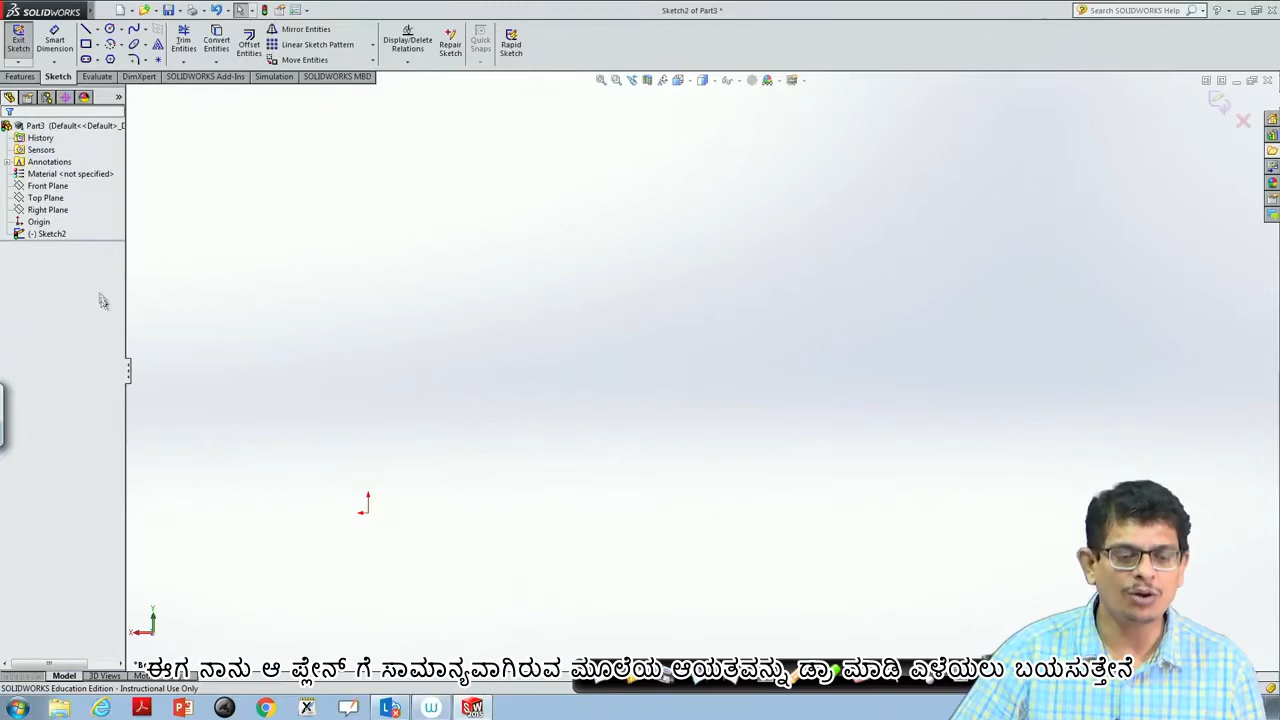 SOLIDWORKS
Sketch2 of Part3 *
Search SOLIDWORKS Help
Exit Sketch
Smart Dimension
Trim Entities
Convert Entities
Offset Entities
Mirror Entities
Linear Sketch Pattern
Move Entities
Display/Delete Relations
Repair Sketch
Quick Snaps
Rapid Sketch
Features Sketch Evaluate DimXpert SOLIDWORKS Add-Ins Simulation SOLIDWORKS MBD
Part3 (Default<<Default>_D
History
Sensors
Annotations
Material <not specified>
Front Plane
Top Plane
Right Plane
Origin
(-) Sketch2
Y
X
ಈಗ ನಾನು ಆ ಪ್ಲೇನ್ ಗೆ ಸಾಮಾನ್ಯವಾಗಿರುವ ಮೂಲೆಯ ಆಯತವನ್ನು ಡ್ರಾ ಮಾಡಿ ಎಳೆಯಲು ಬಯಸುತ್ತೇನೆ
Model 3D Views
SOLIDWORKS Education Edition - Instructional Use Only